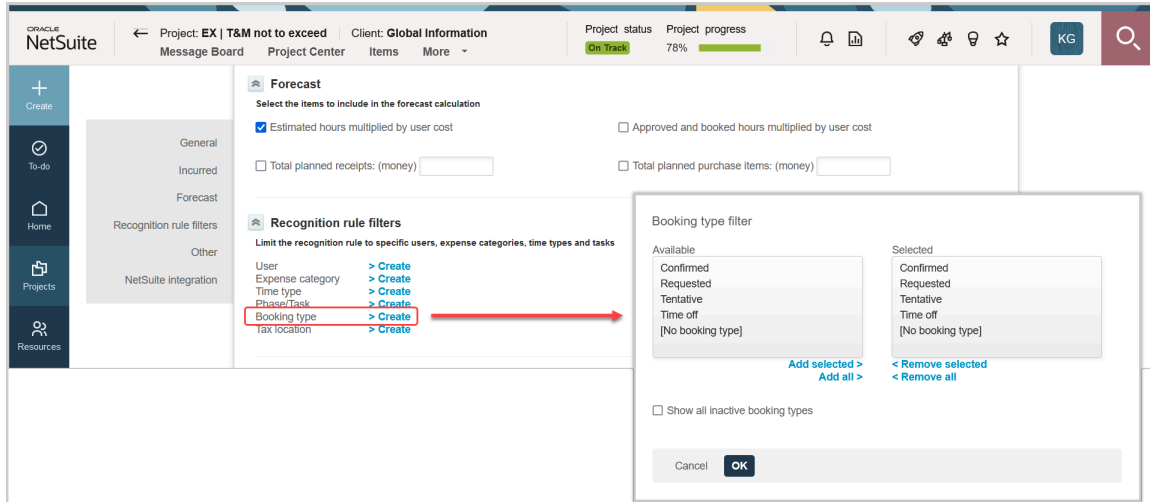 ORACLE
NetSuite
← Project: EX | T&M not to exceed | Client: Global Information
Message Board Project Center Items More
Project status Project progress
On Track 78%
KG
Create
To-do
Home
Projects
Resources
General
Incurred
Forecast
Recognition rule filters
Other
NetSuite integration
Forecast
Select the items to include in the forecast calculation
Estimated hours multiplied by user cost
Approved and booked hours multiplied by user cost
Total planned receipts: (money)
Total planned purchase items: (money)
Recognition rule filters
Limit the recognition rule to specific users, expense categories, time types and tasks
User > Create
Expense category > Create
Time type > Create
Phase/Task > Create
Booking type > Create
Tax location > Create
Booking type filter
Available
Confirmed
Requested
Tentative
Time off
[No booking type]
Add selected >
Add all >
Selected
Confirmed
Requested
Tentative
Time off
[No booking type]
< Remove selected
< Remove all
Show all inactive booking types
Cancel OK